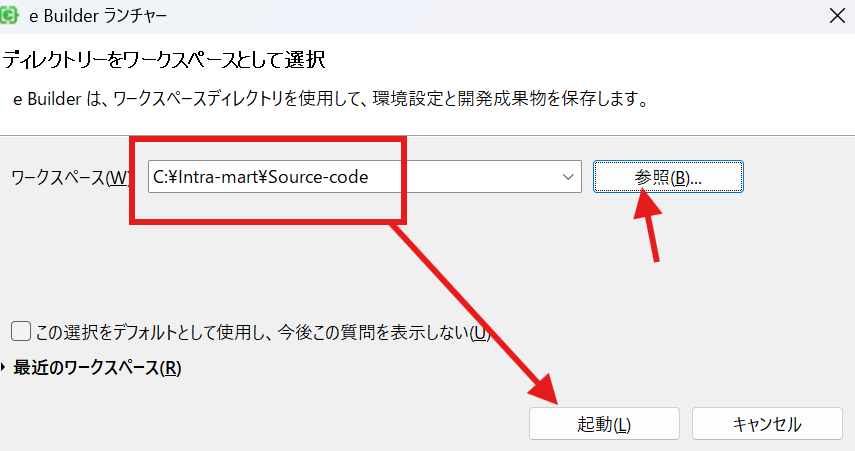 e Builder ランチャー
ディレクトリーをワークスペースとして選択
e Builder は、ワークスペースディレクトリを使用して、環境設定と開発成果物を保存します。
ワークスペース(W) C:¥Intra-mart¥Source-code 参照(B)...
この選択をデフォルトとして使用し、今後この質問を表示しない(U)
最近のワークスペース(R)
起動(L) キャンセル